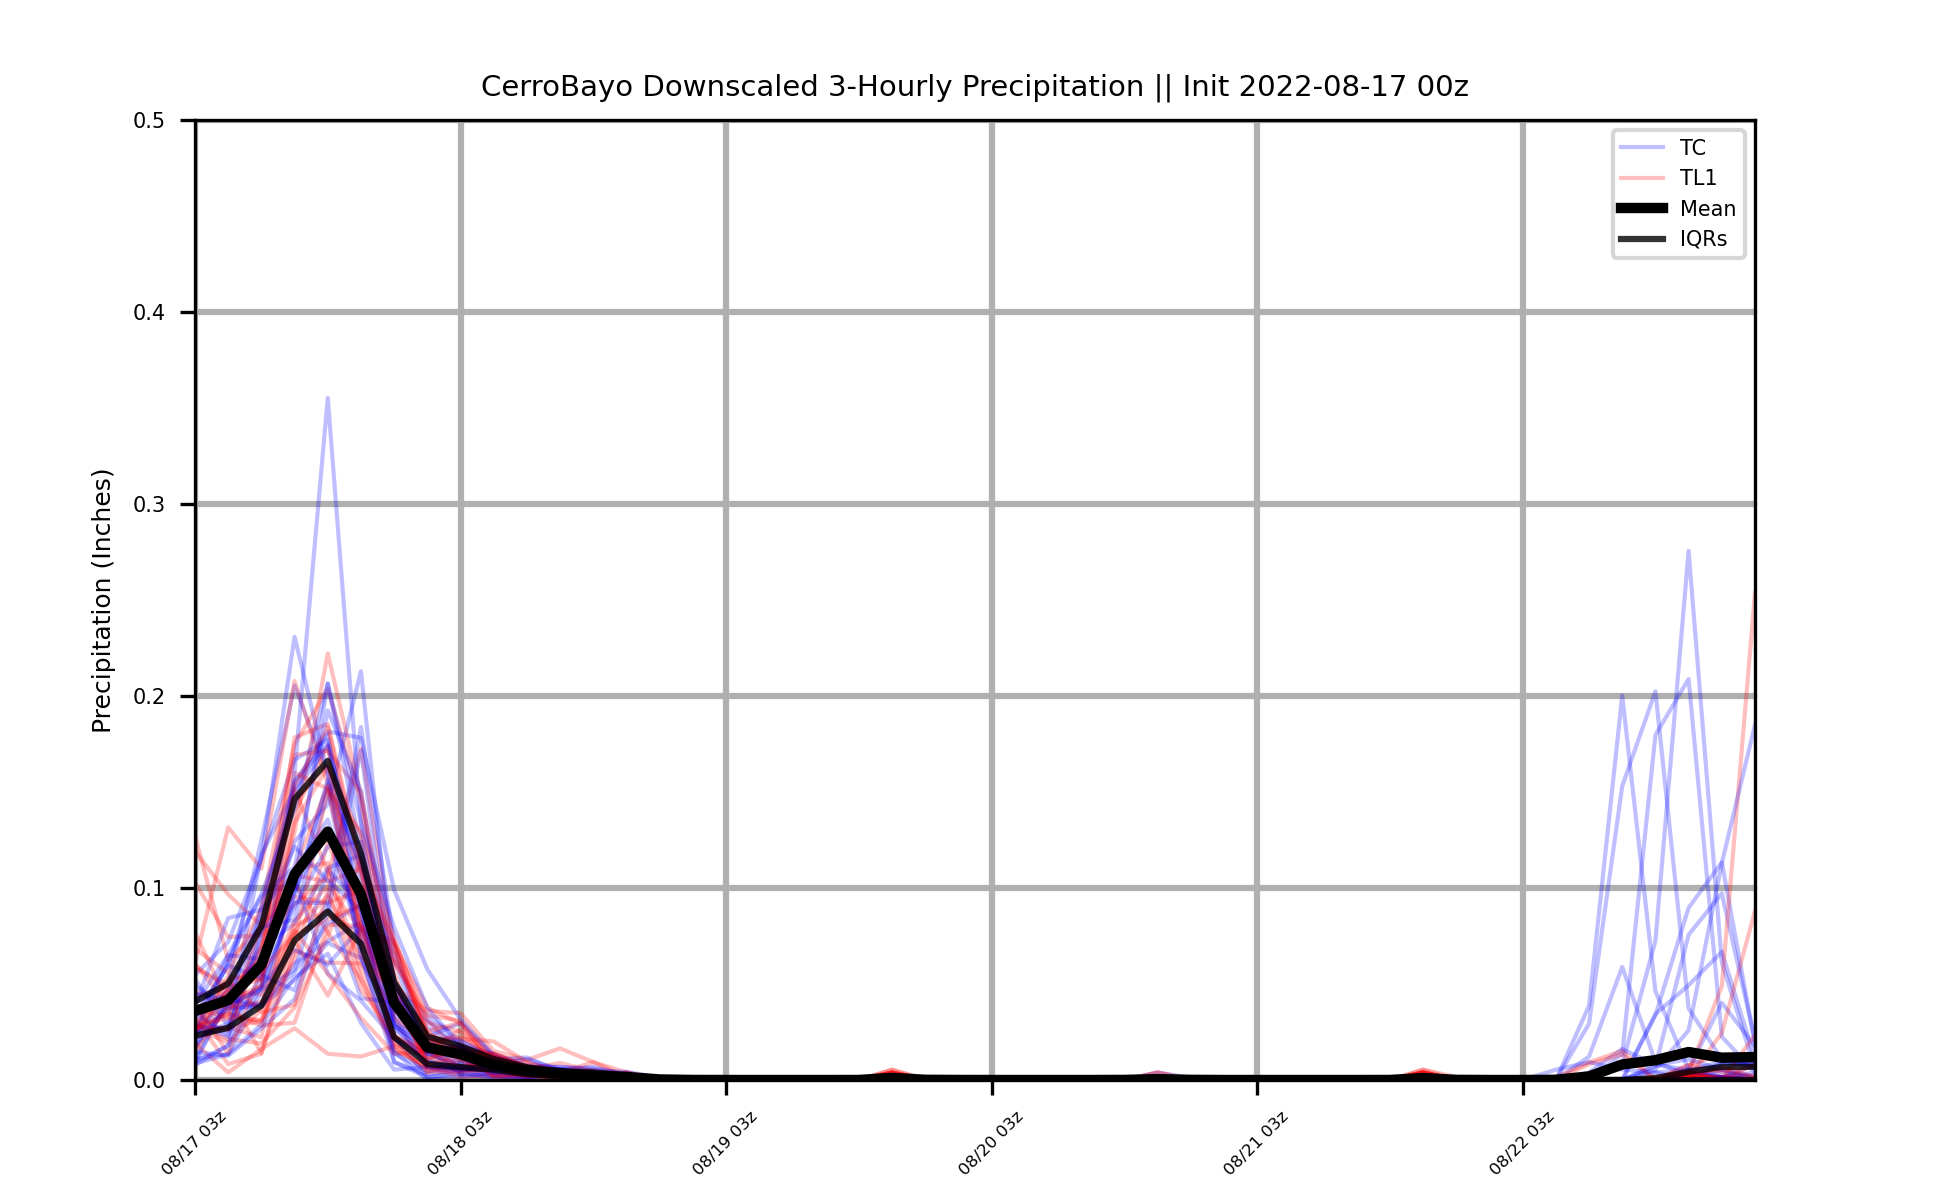 CerroBayo Downscaled 3-Hourly Precipitation || Init 2022-08-17 00z
Precipitation (Inches)
0.5
0.4
0.3
0.2
0.1
0.0
TC
TL1
Mean
IQRs
08/17 03z
08/18 03z
08/19 03z
08/20 03z
08/21 03z
08/22 03z